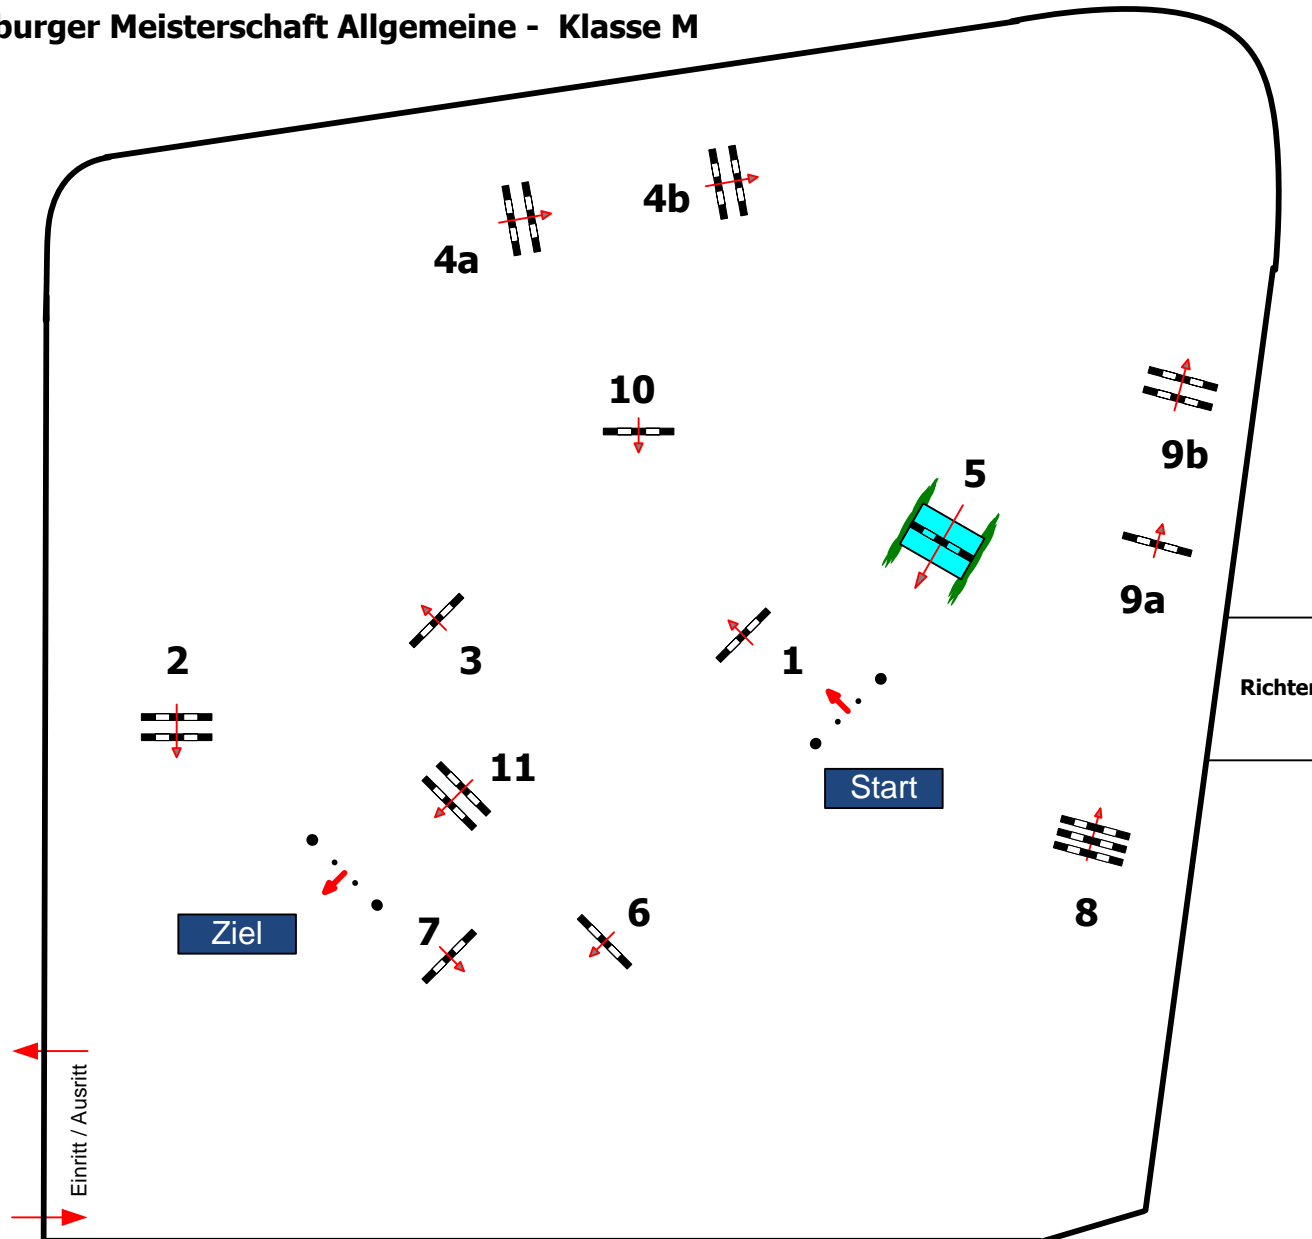 burger Meisterschaft Allgemeine - Klasse M
4b
4a
10
9b
5
9a
3
2
1
Richter
11
Start
8
6
7
Ziel
Einritt / Ausritt